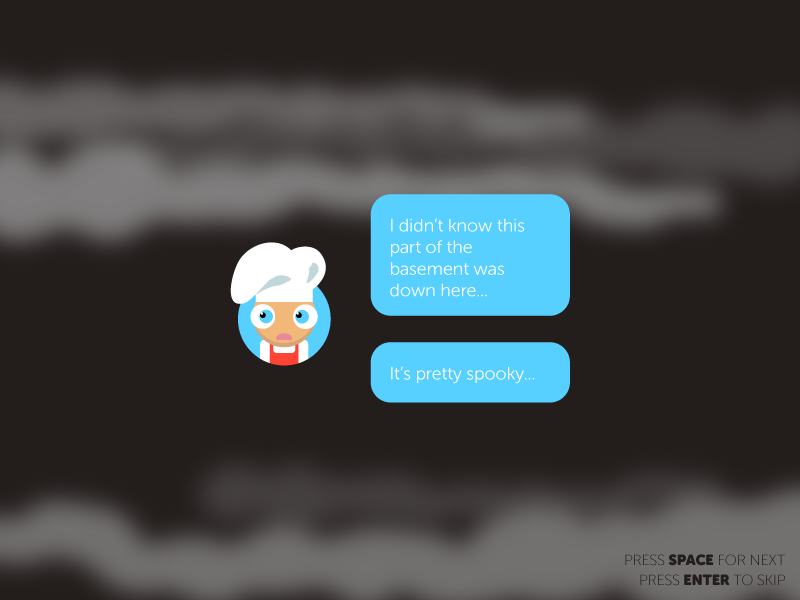 I didn't know this
part of the
basement was
down here...
It's pretty spooky...
PRESS SPACE FOR NEXT
PRESS ENTER TO SKIP